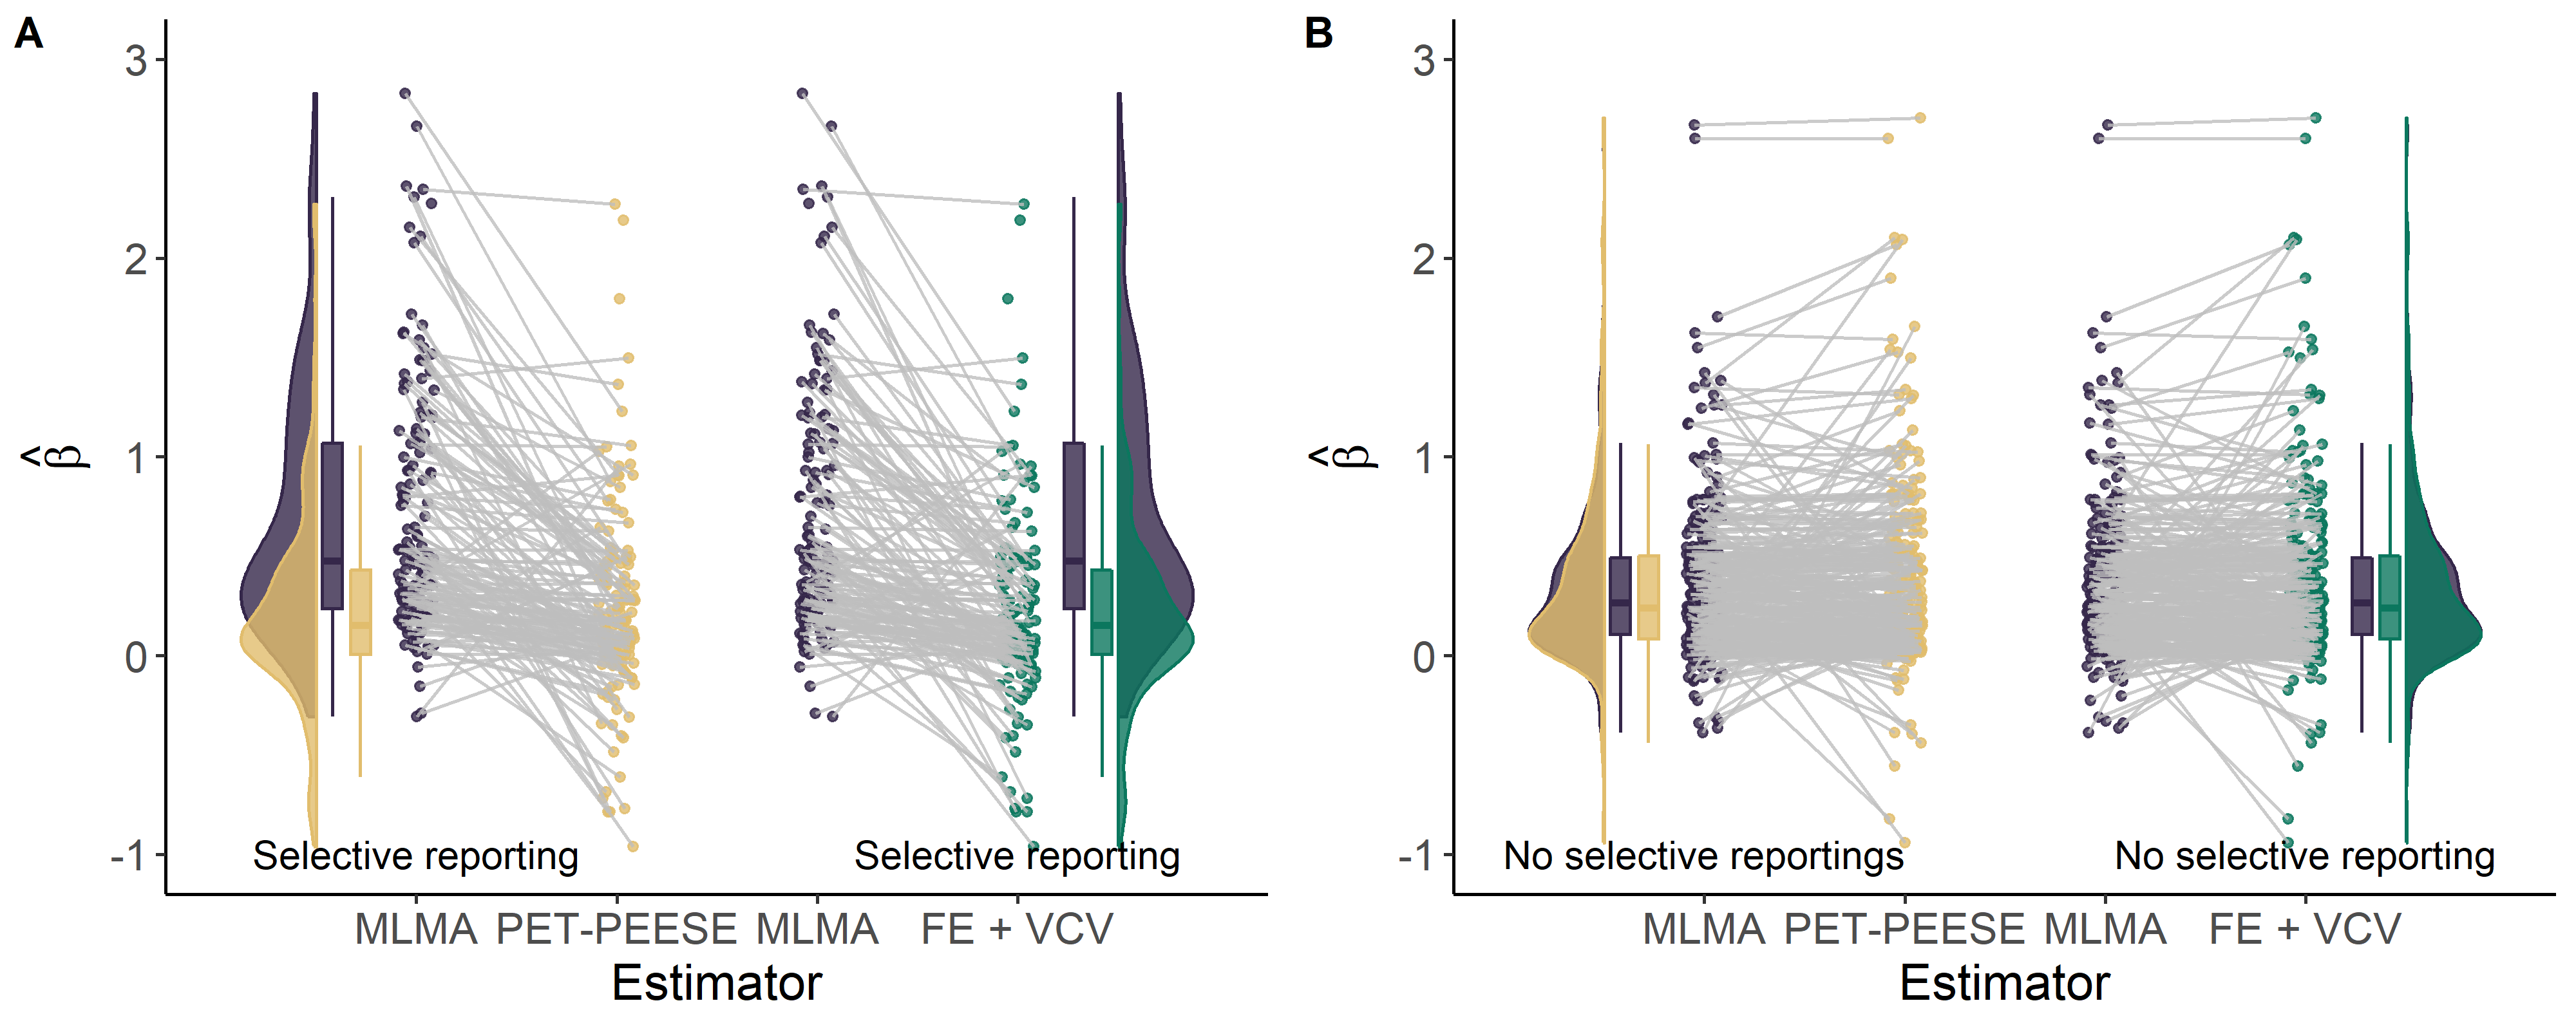 A
3
2
1
0
-1
β̂
Selective reporting
Selective reporting
MLMA PET-PEESE MLMA FE + VCV
Estimator
B
3
2
1
0
-1
β̂
No selective reportings
No selective reporting
MLMA PET-PEESE MLMA FE + VCV
Estimator